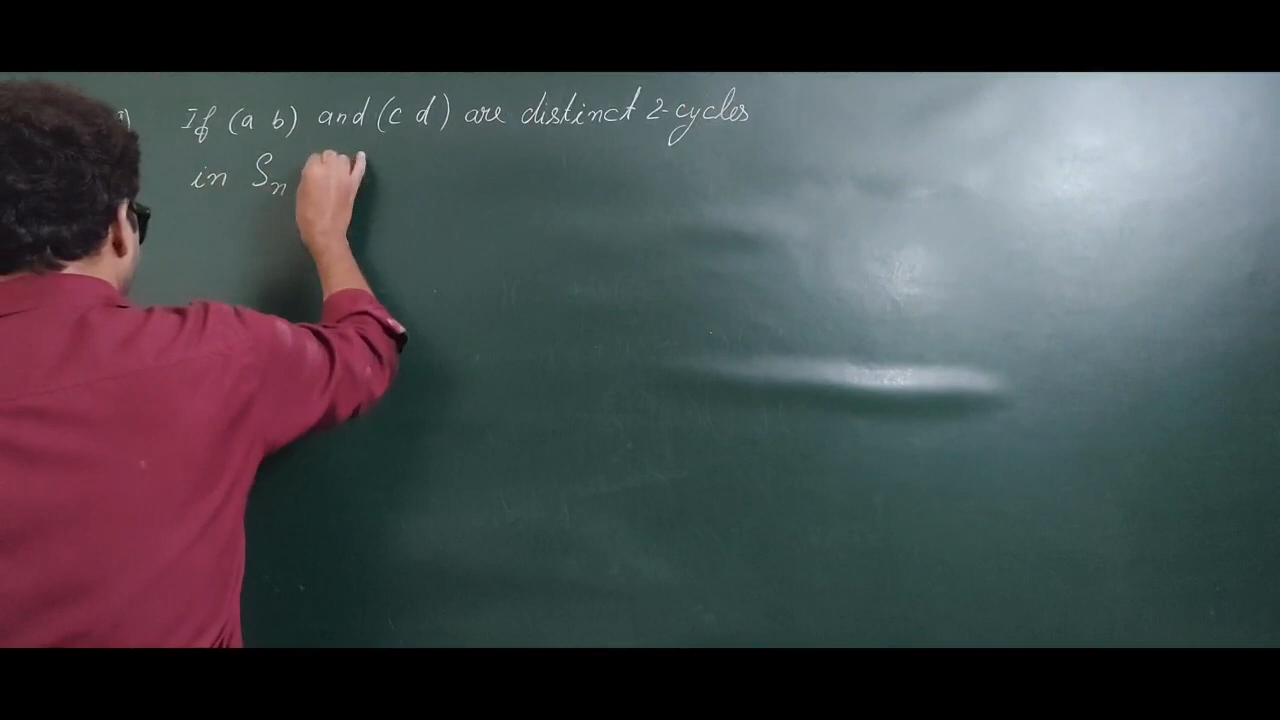 If (a b) and (c d) are distinct 2-cycles
in Sn